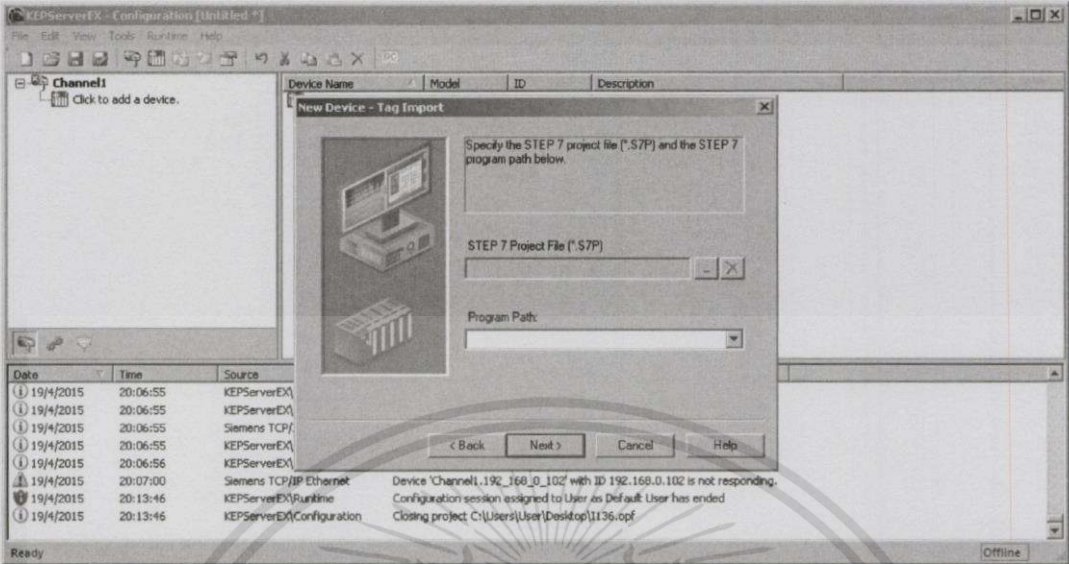 KEPServerEX - Configuration [Untitled *]
File Edit View Tools Runtime Help
Channel1
Click to add a device.
Device Name Model ID Description
New Device - Tag Import
Specify the STEP 7 project file (*.S7P) and the STEP 7
program path below.
STEP 7 Project File (*.S7P)
Program Path:
< Back Next > Cancel Help
Date Time Source
19/4/2015 20:06:55 KEPServerEX\
19/4/2015 20:06:55 KEPServerEX\
19/4/2015 20:06:55 Siemens TCP/
19/4/2015 20:06:55 KEPServerEX\
19/4/2015 20:06:56 KEPServerEX\
19/4/2015 20:07:00 Siemens TCP/IP Ethernet Device 'Channel1.192_168_0_102' with ID 192.168.0.102 is not responding.
19/4/2015 20:13:46 KEPServerEX\Runtime Configuration session assigned to User as Default User has ended
19/4/2015 20:13:46 KEPServerEX\Configuration Closing project C:\Users\User\Desktop\I136.opf
Ready Offline